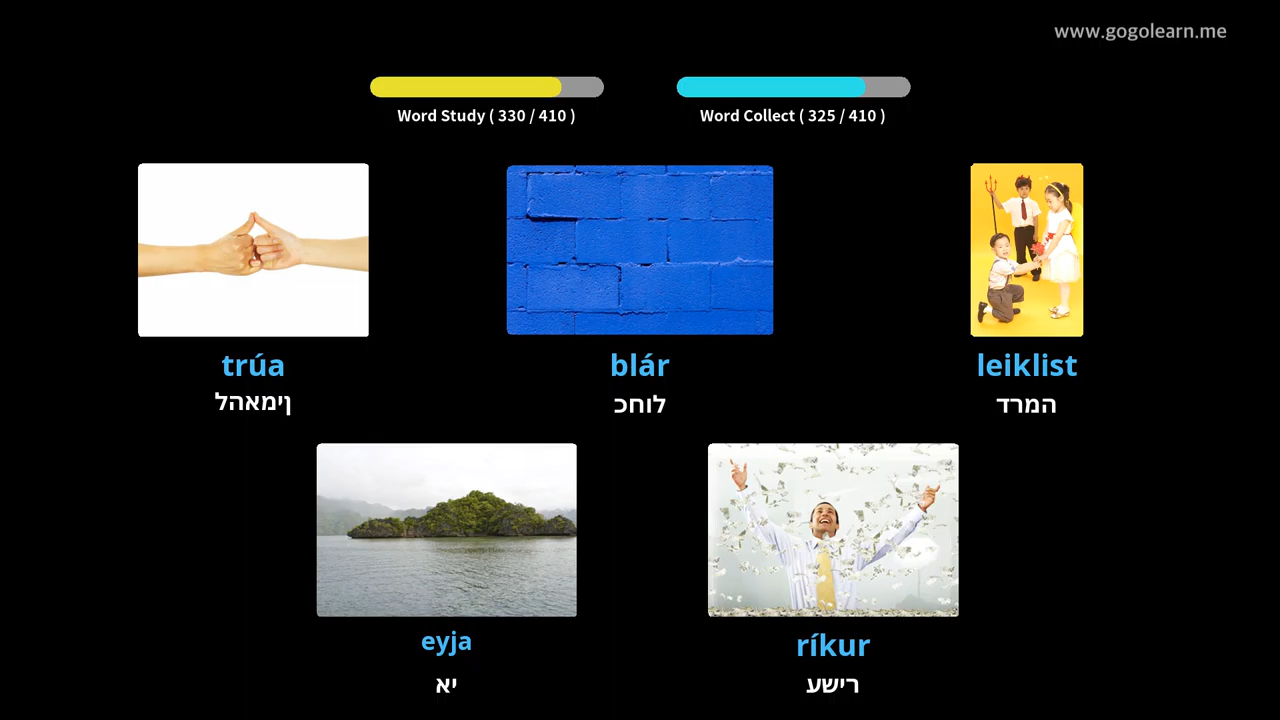 www.gogolearn.me
Word Study ( 330 / 410 )
Word Collect ( 325 / 410 )
trúa
blár
leiklist
ןימאהל
לוחכ
המרד
eyja
ríkur
יא
רישע